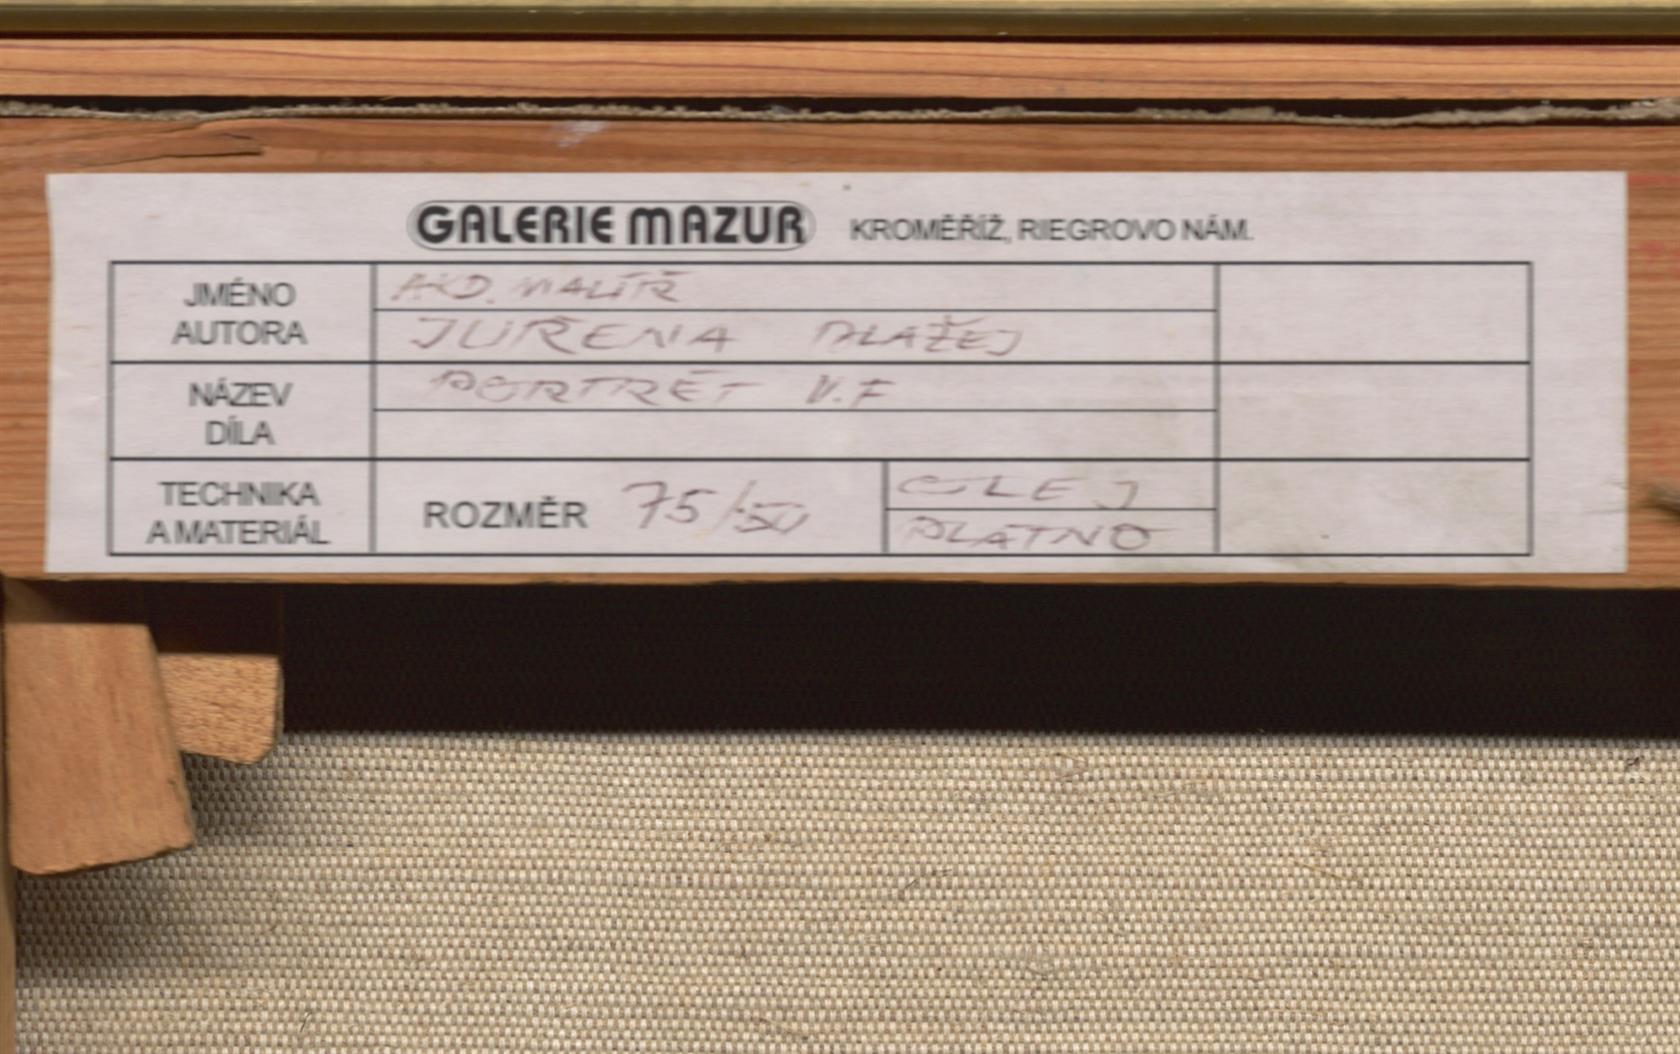 GALERIE MAZUR KROMĚŘÍŽ, RIEGROVO NÁM.
JMÉNO AUTORA
AKD. MALÍŘ
JUŘENA BLAŽEJ
NÁZEV DÍLA
PORTRÉT V.F
TECHNIKA A MATERIÁL
ROZMĚR 75/50
OLEJ
PLATNO